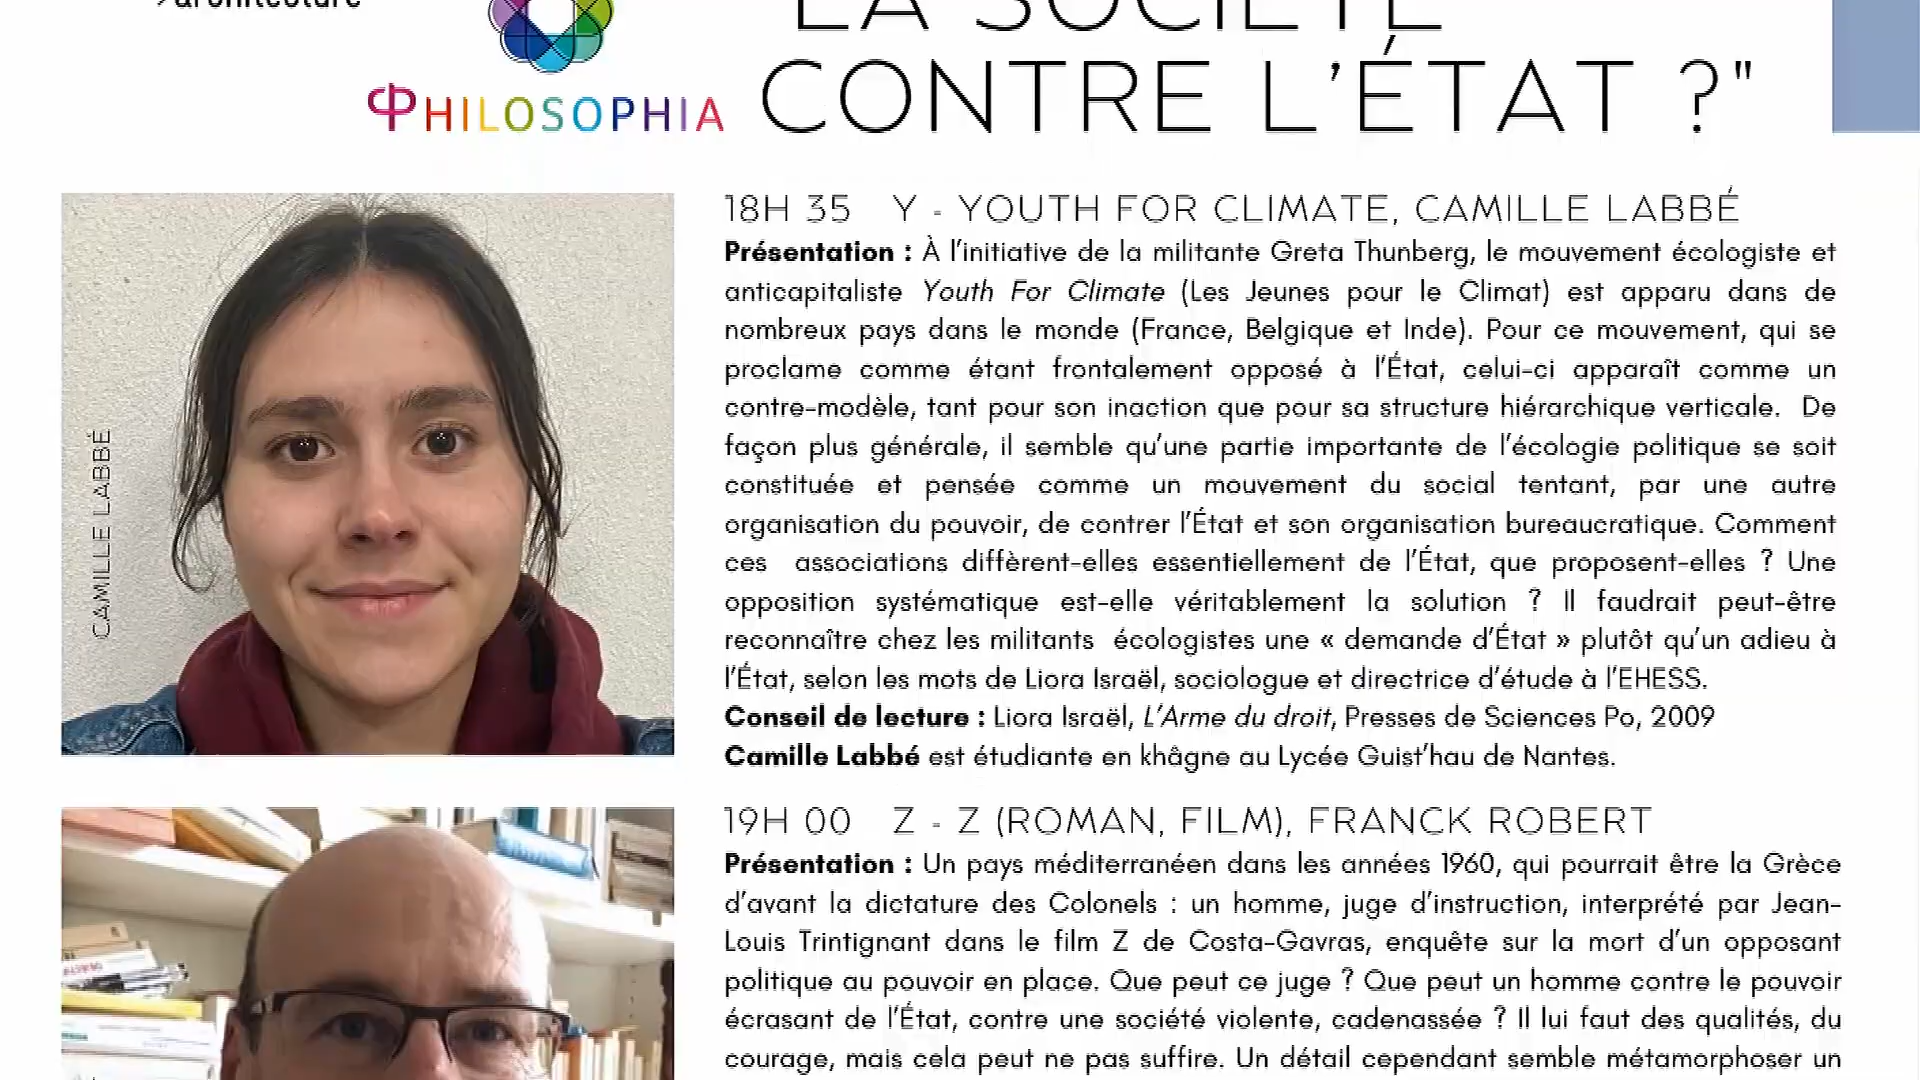 >architecture
"LA SOCIÉTÉ
CONTRE L'ÉTAT ?"
PHILOSOPHIA
CAMILLE LABBÉ
18H 35 Y - YOUTH FOR CLIMATE, CAMILLE LABBÉ
Présentation : À l'initiative de la militante Greta Thunberg, le mouvement écologiste et
anticapitaliste Youth For Climate (Les Jeunes pour le Climat) est apparu dans de
nombreux pays dans le monde (France, Belgique et Inde). Pour ce mouvement, qui se
proclame comme étant frontalement opposé à l'État, celui-ci apparaît comme un
contre-modèle, tant pour son inaction que pour sa structure hiérarchique verticale. De
façon plus générale, il semble qu'une partie importante de l'écologie politique se soit
constituée et pensée comme un mouvement du social tentant, par une autre
organisation du pouvoir, de contrer l'État et son organisation bureaucratique. Comment
ces associations diffèrent-elles essentiellement de l'État, que proposent-elles ? Une
opposition systématique est-elle véritablement la solution ? Il faudrait peut-être
reconnaître chez les militants écologistes une « demande d'État » plutôt qu'un adieu à
l'État, selon les mots de Liora Israël, sociologue et directrice d'étude à l'EHESS.
Conseil de lecture : Liora Israël, L'Arme du droit, Presses de Sciences Po, 2009
Camille Labbé est étudiante en khâgne au Lycée Guist'hau de Nantes.
19H 00 Z - Z (ROMAN, FILM), FRANCK ROBERT
Présentation : Un pays méditerranéen dans les années 1960, qui pourrait être la Grèce
d'avant la dictature des Colonels : un homme, juge d'instruction, interprété par Jean-
Louis Trintignant dans le film Z de Costa-Gavras, enquête sur la mort d'un opposant
politique au pouvoir en place. Que peut ce juge ? Que peut un homme contre le pouvoir
écrasant de l'État, contre une société violente, cadenassée ? Il lui faut des qualités, du
courage, mais cela peut ne pas suffire. Un détail cependant semble métamorphoser un